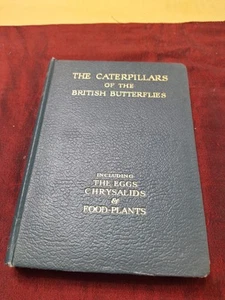 THE CATERPILLARS
OF THE
BRITISH BUTTERFLIES
INCLUDING
THE EGGS
CHRYSALIDS
&
FOOD-PLANTS